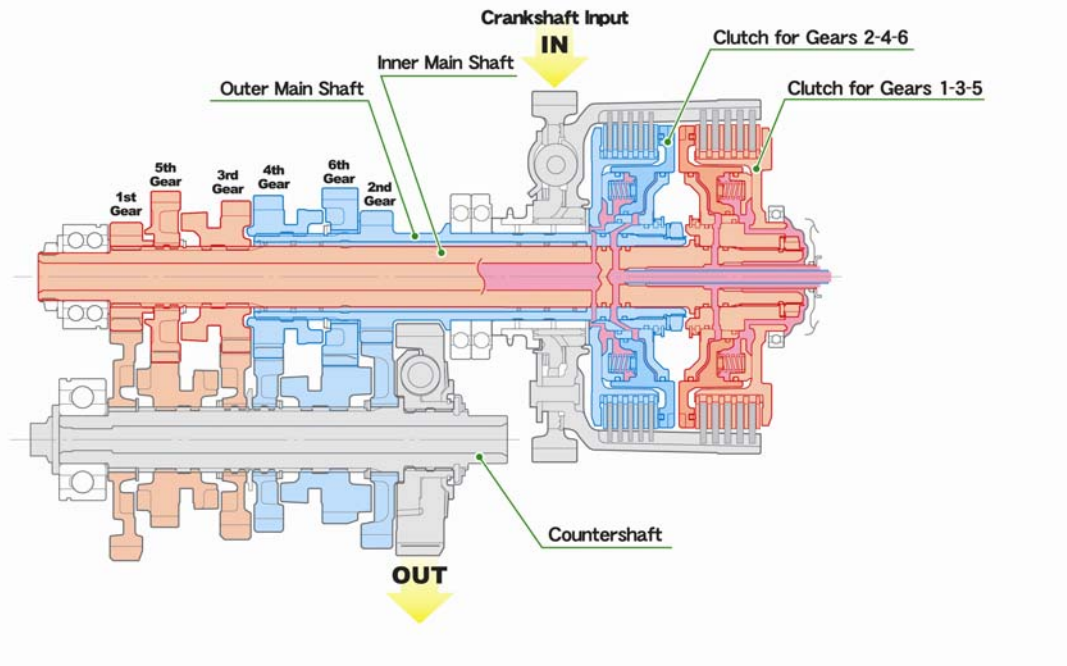 Crankshaft Input
IN
Clutch for Gears 2-4-6
Inner Main Shaft
Clutch for Gears 1-3-5
Outer Main Shaft
5th
Gear
3rd
Gear
4th
Gear
6th
Gear
2nd
Gear
1st
Gear
Countershaft
OUT